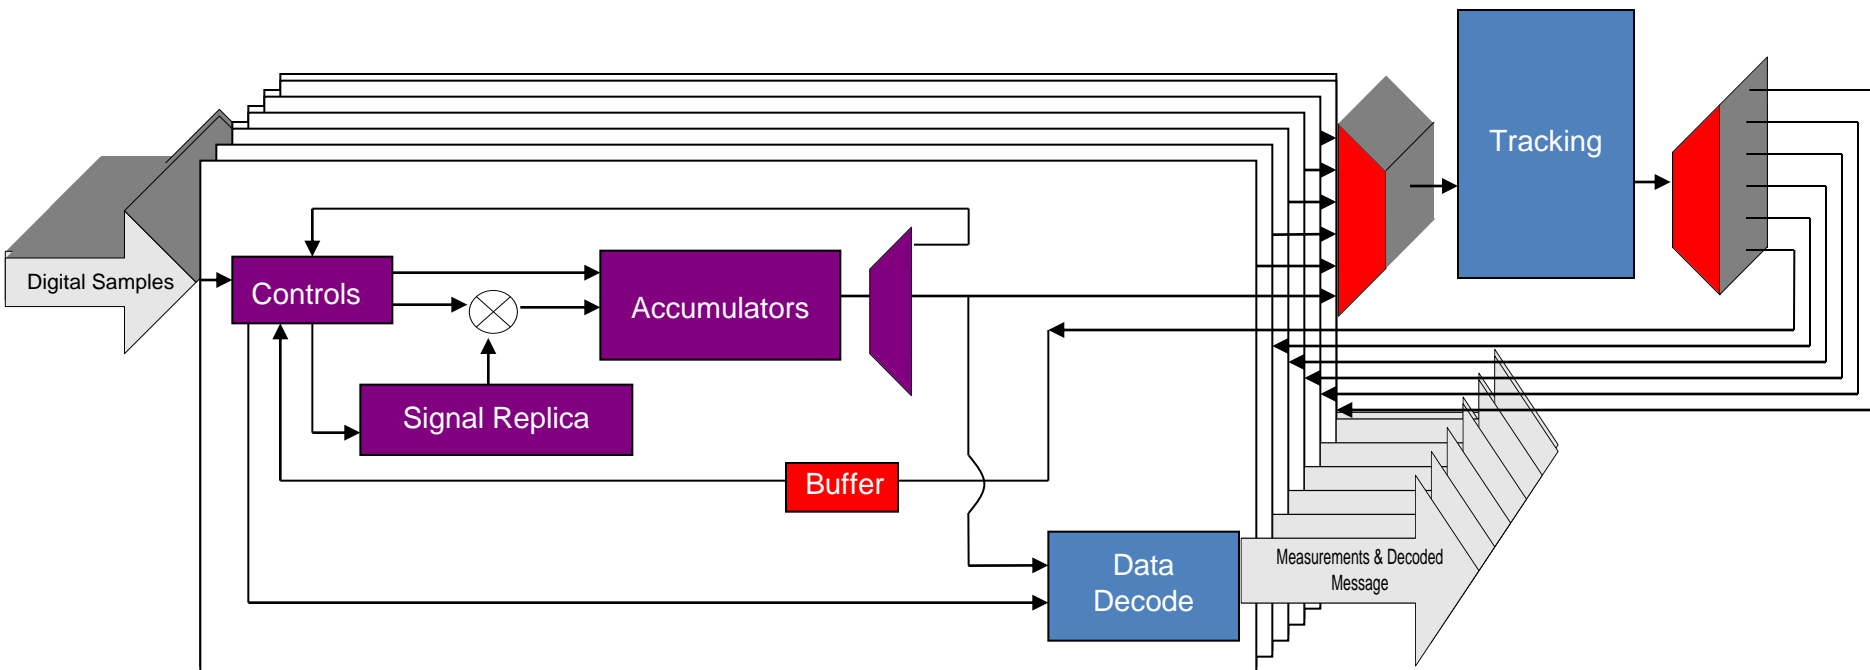 Tracking
Digital Samples
Controls
Accumulators
Signal Replica
Buffer
Data
Decode
Measurements & Decoded
Message